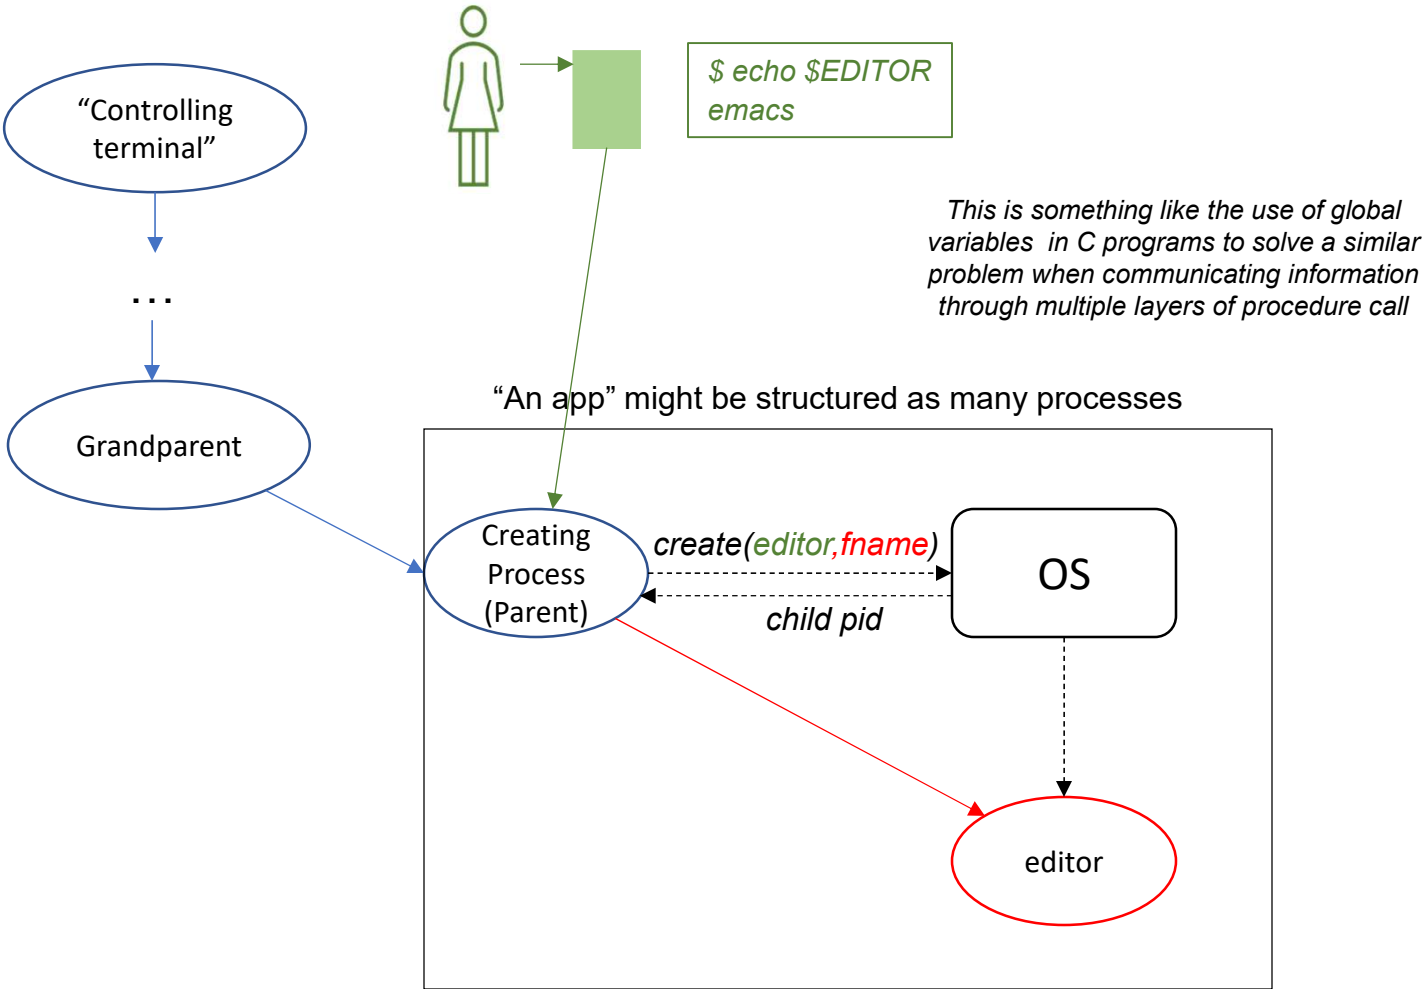 “Controlling
terminal”
$ echo $EDITOR
emacs
This is something like the use of global
variables in C programs to solve a similar
problem when communicating information
through multiple layers of procedure call
...
“An app” might be structured as many processes
Grandparent
Creating
Process
(Parent)
create(editor,fname)
child pid
OS
editor